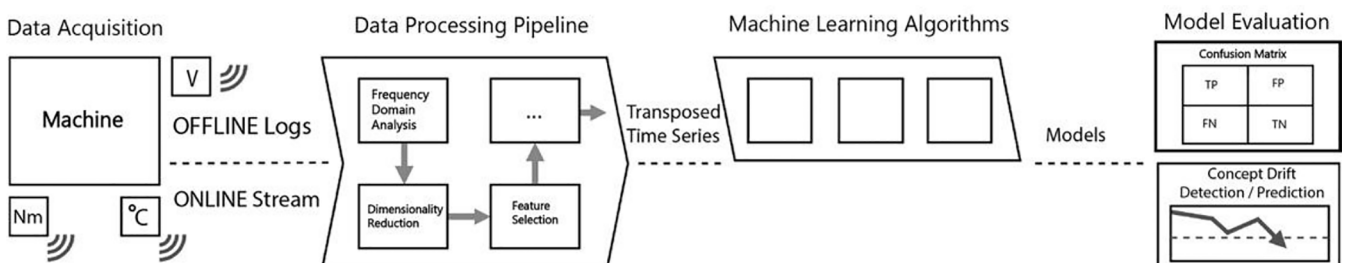 Data Acquisition
Machine
V
OFFLINE Logs
ONLINE Stream
Nm
°C
Data Processing Pipeline
Frequency
Domain
Analysis
...
Dimensionality
Reduction
Feature
Selection
Transposed
Time Series
Machine Learning Algorithms
Models
Model Evaluation
Confusion Matrix
TP
FP
FN
TN
Concept Drift
Detection / Prediction